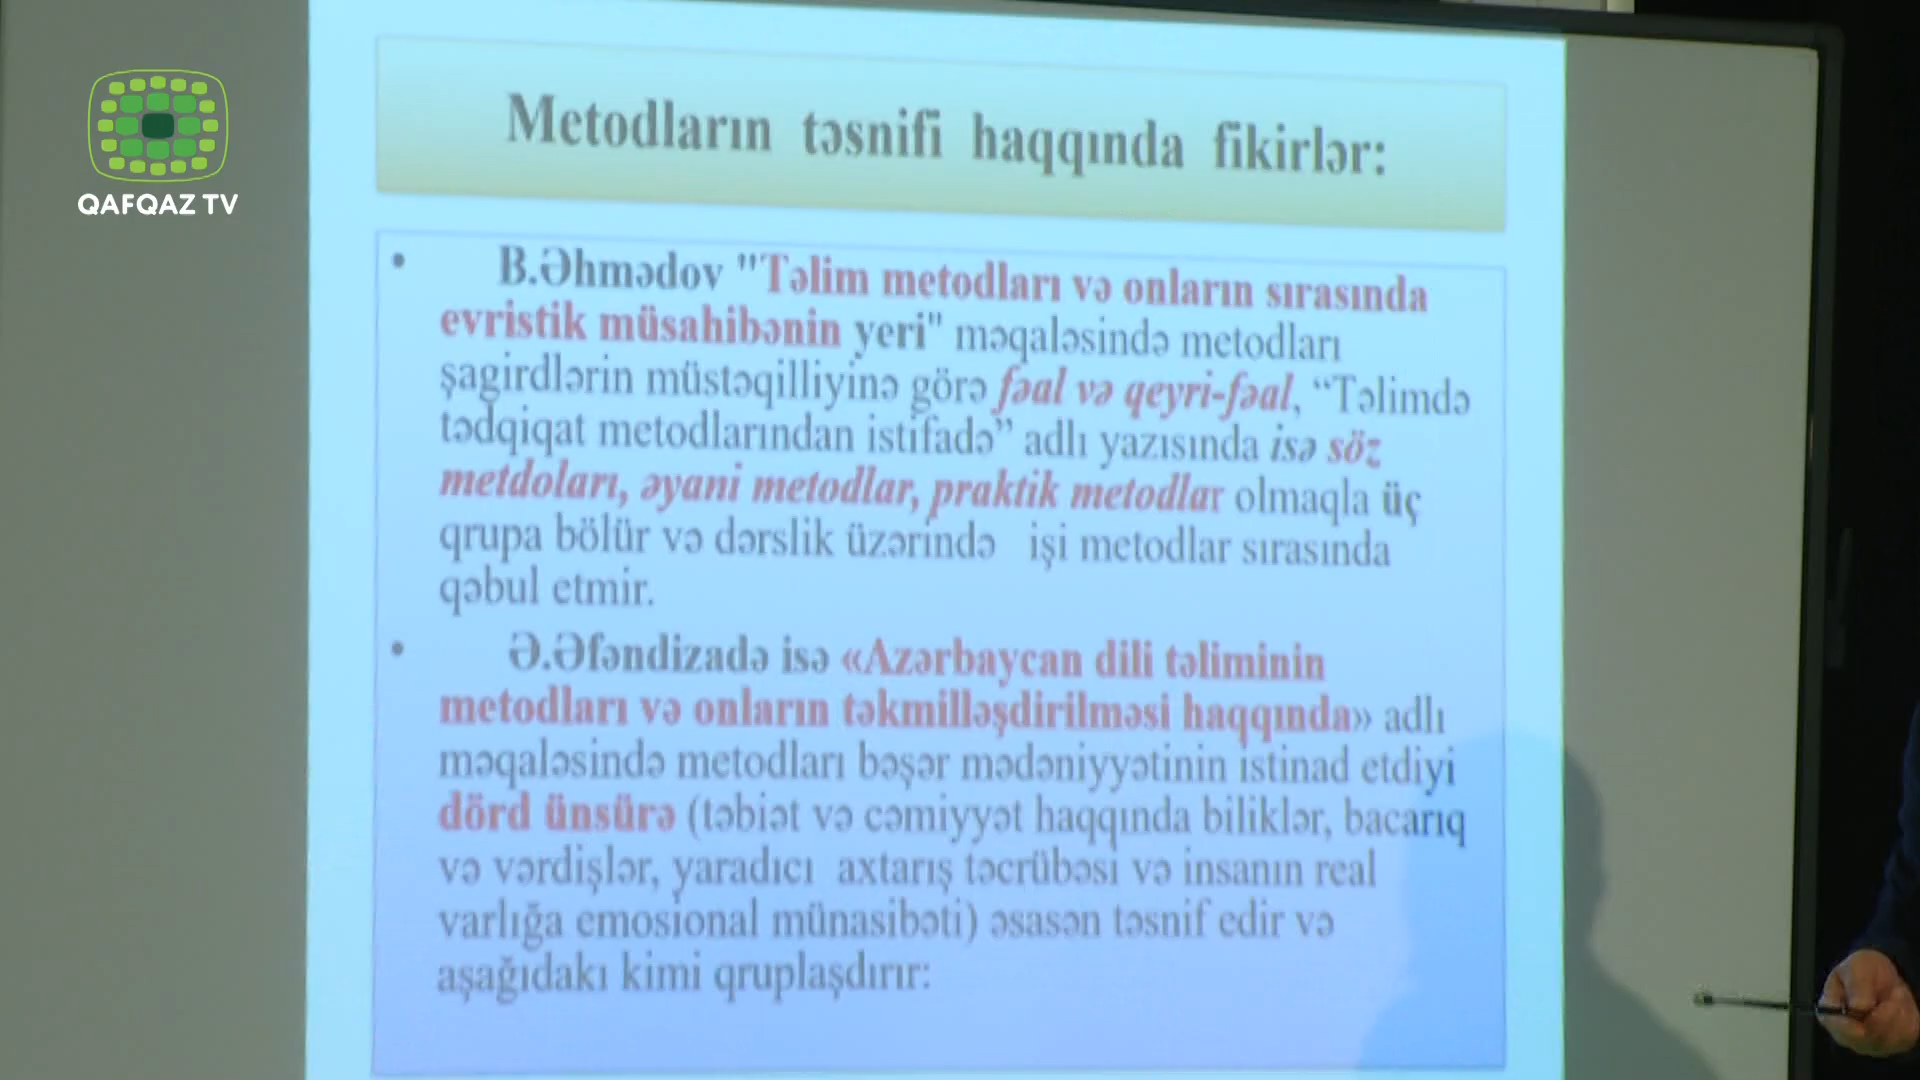 QAFQAZ TV
Metodların təsnifi haqqında fikirlər:
• B.Əhmədov "Təlim metodları və onların sırasında
evristik müsahibənin yeri" məqaləsində metodları
şagirdlərin müstəqilliyinə görə fəal və qeyri-fəal, “Təlimdə
tədqiqat metodlarından istifadə” adlı yazısında isə söz
metdoları, əyani metodlar, praktik metodlar olmaqla üç
qrupa bölür və dərslik üzərində işi metodlar sırasında
qəbul etmir.
• Ə.Əfəndizadə isə «Azərbaycan dili təliminin
metodları və onların təkmilləşdirilməsi haqqında» adlı
məqaləsində metodları bəşər mədəniyyətinin istinad etdiyi
dörd ünsürə (təbiət və cəmiyyət haqqında biliklər, bacarıq
və vərdişlər, yaradıcı axtarış təcrübəsi və insanın real
varlığa emosional münasibəti) əsasən təsnif edir və
aşağıdakı kimi qruplaşdırır: